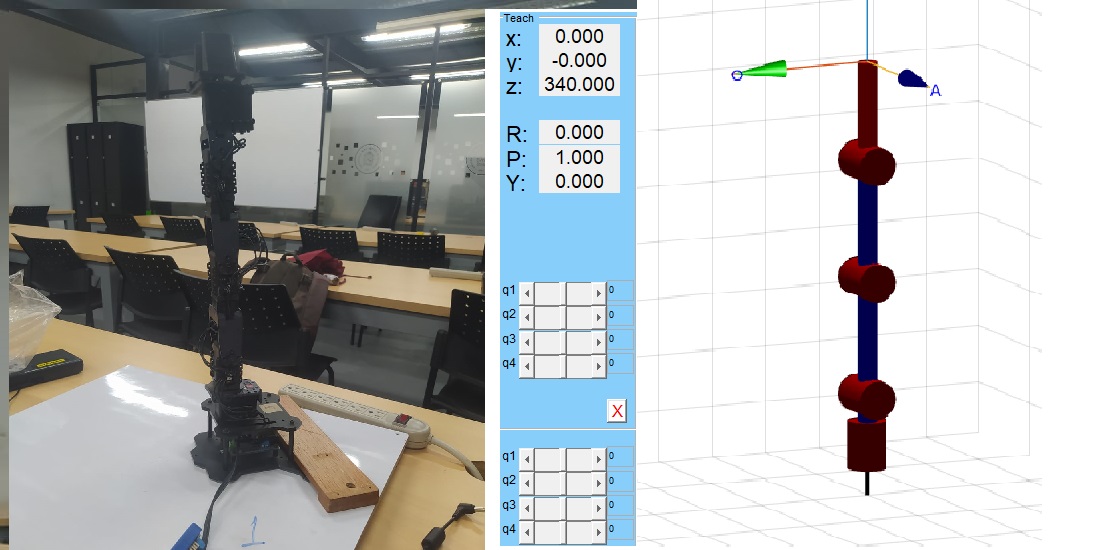 Teach
x: 0.000
y: -0.000
z: 340.000
R: 0.000
P: 1.000
Y: 0.000
q1 0
q2 0
q3 0
q4 0
X
q1 0
q2 0
q3 0
q4 0
A